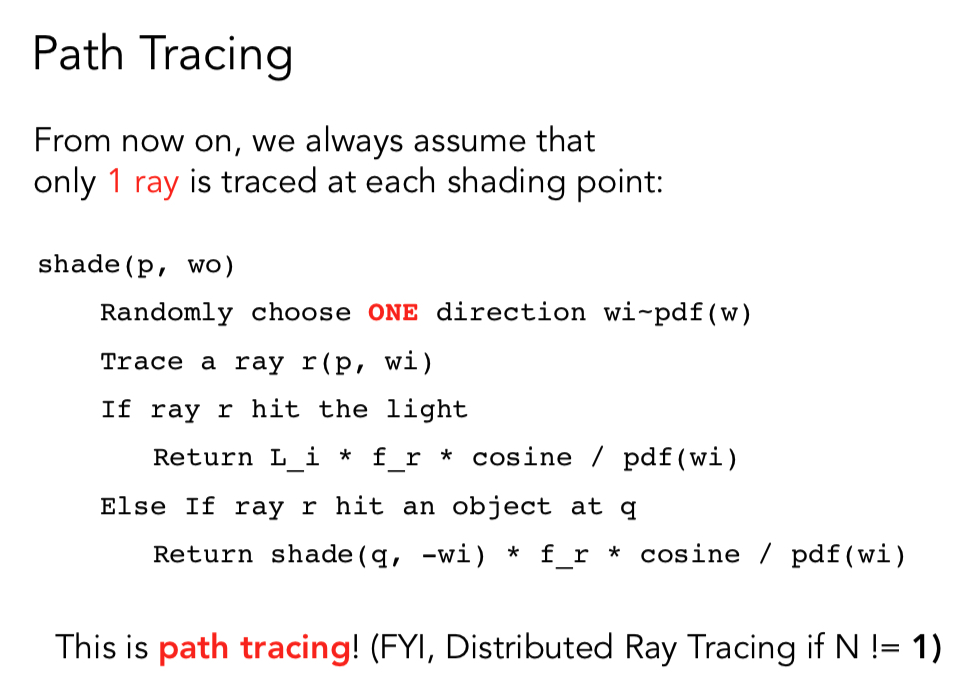 Path Tracing
From now on, we always assume that
only 1 ray is traced at each shading point:
shade(p, wo)
Randomly choose ONE direction wi~pdf(w)
Trace a ray r(p, wi)
If ray r hit the light
Return L_i * f_r * cosine / pdf(wi)
Else If ray r hit an object at q
Return shade(q, -wi) * f_r * cosine / pdf(wi)
This is path tracing! (FYI, Distributed Ray Tracing if N != 1)